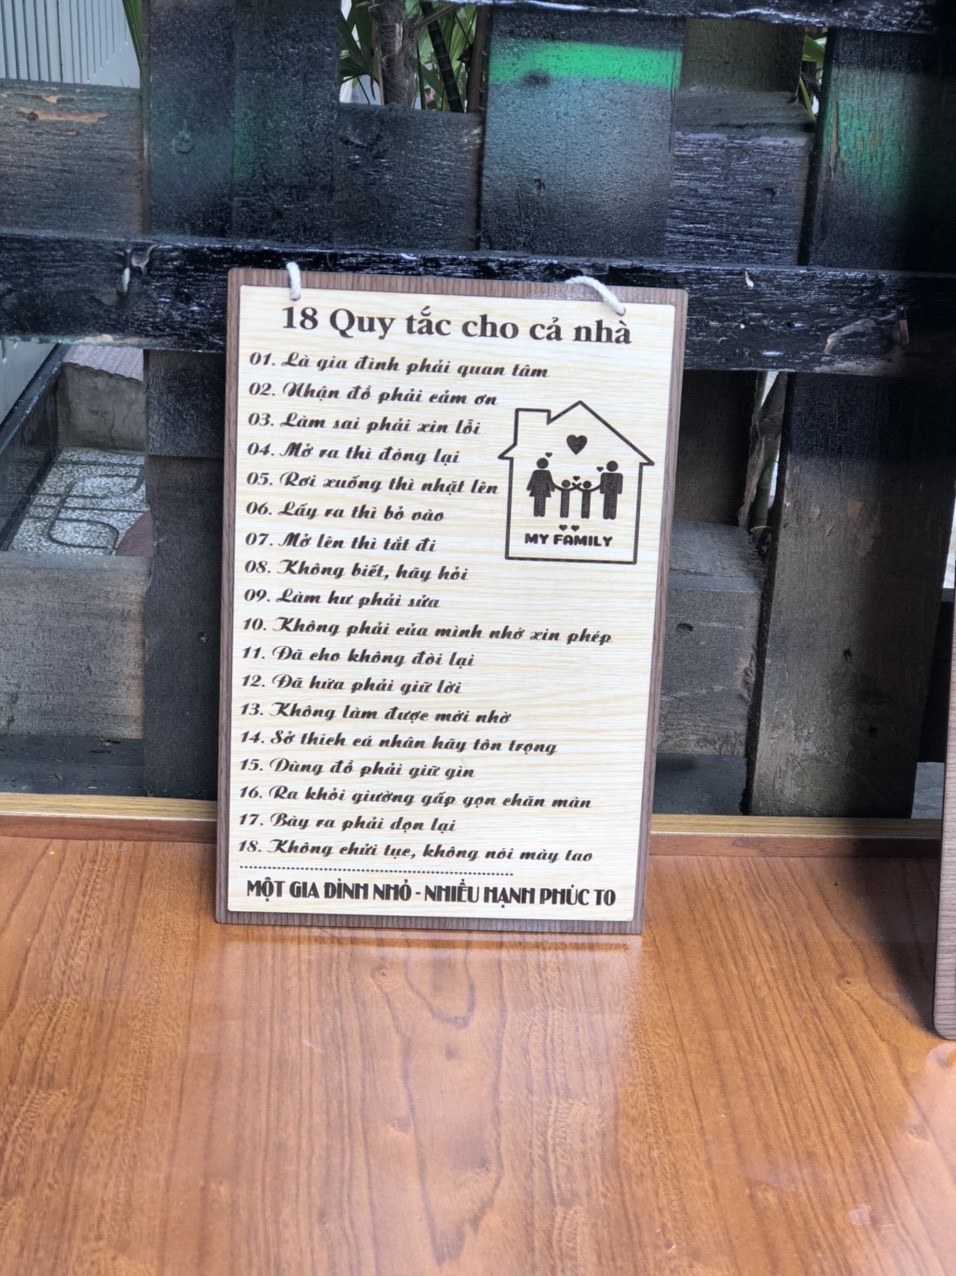 18 Quy tắc cho cả nhà
01. Là gia đình phải quan tâm
02. Nhận đồ phải cảm ơn
03. Làm sai phải xin lỗi
04. Mở ra thì đóng lại
05. Rơi xuống thì nhặt lên
06. Lấy ra thì bỏ vào
07. Mở lên thì tắt đi
08. Không biết, hãy hỏi
09. Làm hư phải sửa
10. Không phải của mình nhớ xin phép
11. Đã cho không đòi lại
12. Đã hứa phải giữ lời
13. Không làm được mới nhờ
14. Sở thích cá nhân hãy tôn trọng
15. Dùng đồ phải giữ gìn
16. Ra khỏi giường gấp gọn chăn màn
17. Bày ra phải dọn lại
18. Không chửi tục, không nói mày tao
MY FAMILY
MỘT GIA ĐÌNH NHỎ - NHIỀU HẠNH PHÚC TO